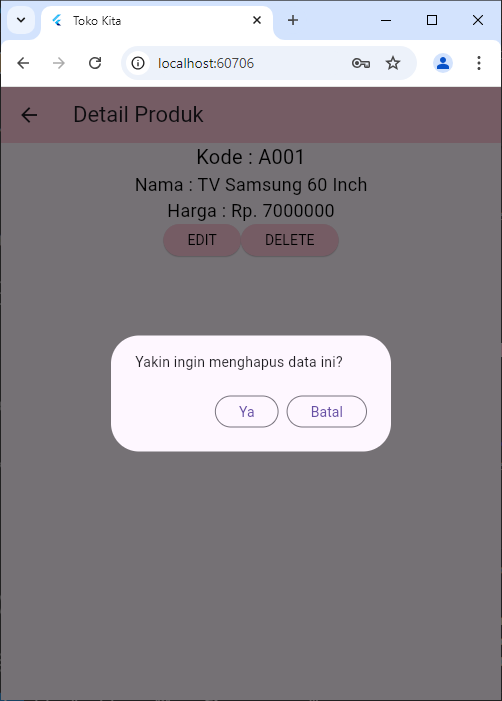 Toko Kita
localhost:60706
Detail Produk
Kode : A001
Nama : TV Samsung 60 Inch
Harga : Rp. 7000000
EDIT DELETE
Yakin ingin menghapus data ini?
Ya Batal